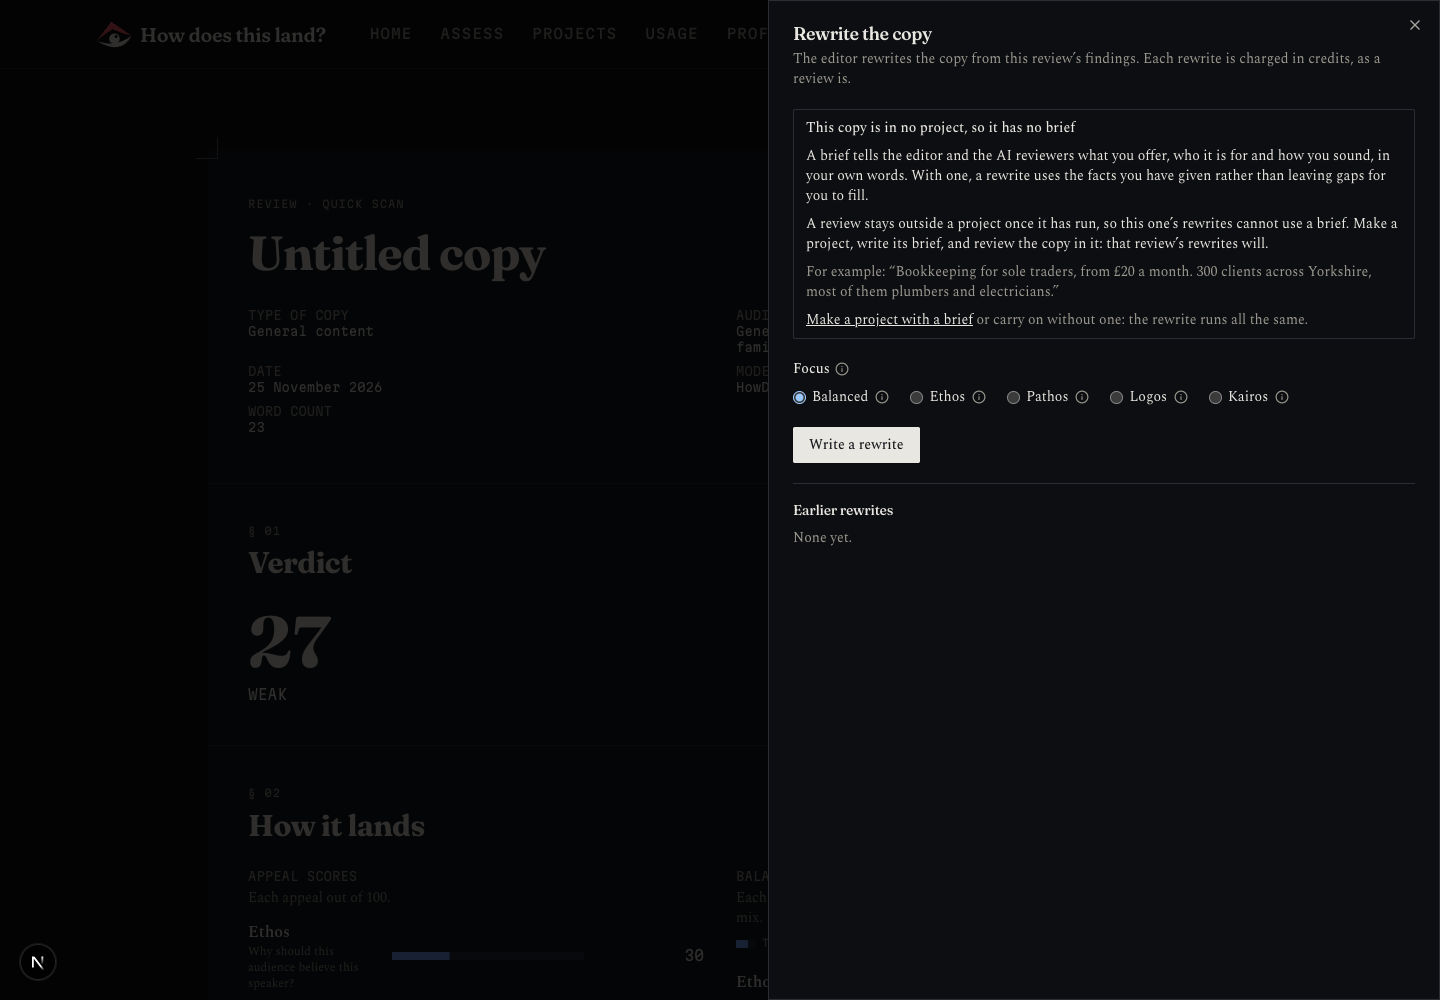 How does this land?
HOME
ASSESS
PROJECTS
USAGE
REVIEW · QUICK SCAN
Untitled copy
TYPE OF COPY
General content
DATE
25 November 2026
WORD COUNT
23
§ 01
Verdict
27
WEAK
§ 02
How it lands
APPEAL SCORES
Each appeal out of 100.
Ethos
Why should this
audience believe this
speaker?
30
Each
mix.
Rewrite the copy
The editor rewrites the copy from this review’s findings. Each rewrite is charged in credits, as a
review is.
This copy is in no project, so it has no brief
A brief tells the editor and the AI reviewers what you offer, who it is for and how you sound, in
your own words. With one, a rewrite uses the facts you have given rather than leaving gaps for
you to fill.
A review stays outside a project once it has run, so this one’s rewrites cannot use a brief. Make a
project, write its brief, and review the copy in it: that review’s rewrites will.
For example: “Bookkeeping for sole traders, from £20 a month. 300 clients across Yorkshire,
most of them plumbers and electricians.”
Make a project with a brief or carry on without one: the rewrite runs all the same.
Focus
Balanced
Ethos
Pathos
Logos
Kairos
Write a rewrite
Earlier rewrites
None yet.